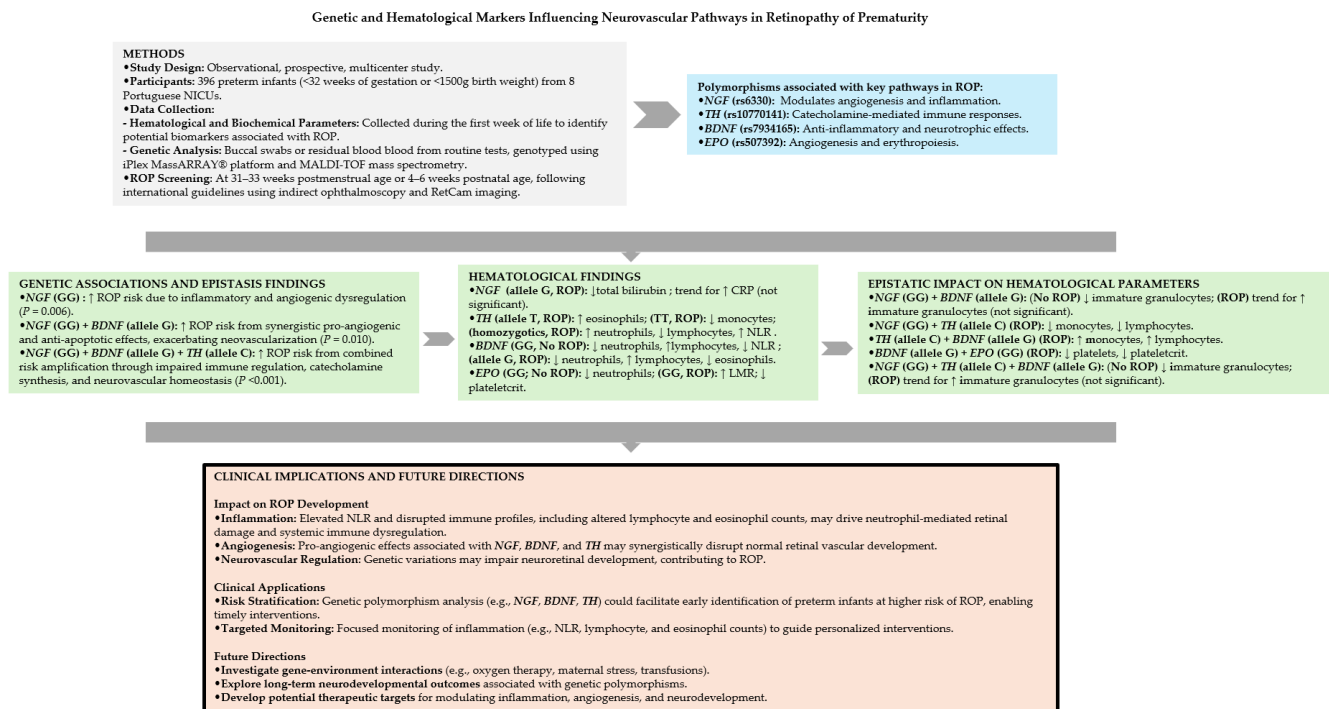 Genetic and Hematological Markers Influencing Neurovascular Pathways in Retinopathy of Prematurity
METHODS
•Study Design: Observational, prospective, multicenter study.
•Participants: 396 preterm infants (<32 weeks of gestation or <1500g birth weight) from 8
Portuguese NICUs.
•Data Collection:
- Hematological and Biochemical Parameters: Collected during the first week of life to identify
potential biomarkers associated with ROP.
- Genetic Analysis: Buccal swabs or residual blood blood from routine tests, genotyped using
iPlex MassARRAY® platform and MALDI-TOF mass spectrometry.
•ROP Screening: At 31–33 weeks postmenstrual age or 4–6 weeks postnatal age, following
international guidelines using indirect ophthalmoscopy and RetCam imaging.
Polymorphisms associated with key pathways in ROP:
•NGF (rs6330): Modulates angiogenesis and inflammation.
•TH (rs10770141): Catecholamine-mediated immune responses.
•BDNF (rs7934165): Anti-inflammatory and neurotrophic effects.
•EPO (rs507392): Angiogenesis and erythropoiesis.
GENETIC ASSOCIATIONS AND EPISTASIS FINDINGS
•NGF (GG) : ↑ ROP risk due to inflammatory and angiogenic dysregulation
(P = 0.006).
•NGF (GG) + BDNF (allele G): ↑ ROP risk from synergistic pro-angiogenic
and anti-apoptotic effects, exacerbating neovascularization (P = 0.010).
•NGF (GG) + BDNF (allele G) + TH (allele C): ↑ ROP risk from combined
risk amplification through impaired immune regulation, catecholamine
synthesis, and neurovascular homeostasis (P <0.001).
HEMATOLOGICAL FINDINGS
•NGF (allele G, ROP): ↓total bilirubin ; trend for ↑ CRP (not
significant).
•TH (allele T, ROP): ↑ eosinophils; (TT, ROP): ↓ monocytes;
(homozygotics, ROP): ↑ neutrophils, ↓ lymphocytes, ↑ NLR .
•BDNF (GG, No ROP): ↓ neutrophils, ↑lymphocytes, ↓ NLR ;
(allele G, ROP): ↓ neutrophils, ↑ lymphocytes, ↓ eosinophils.
•EPO (GG; No ROP): ↓ neutrophils; (GG, ROP): ↑ LMR; ↓
plateletcrit.
EPISTATIC IMPACT ON HEMATOLOGICAL PARAMETERS
•NGF (GG) + BDNF (allele G): (No ROP) ↓ immature granulocytes; (ROP) trend for ↑
immature granulocytes (not significant).
•NGF (GG) + TH (allele C) (ROP): ↓ monocytes, ↓ lymphocytes.
•TH (allele C) + BDNF (allele G) (ROP): ↑ monocytes, ↑ lymphocytes.
•BDNF (allele G) + EPO (GG) (ROP): ↓ platelets, ↓ plateletcrit.
•NGF (GG) + TH (allele C) + BDNF (allele G): (No ROP) ↓ immature granulocytes;
(ROP) trend for ↑ immature granulocytes (not significant).
CLINICAL IMPLICATIONS AND FUTURE DIRECTIONS
Impact on ROP Development
•Inflammation: Elevated NLR and disrupted immune profiles, including altered lymphocyte and eosinophil counts, may drive neutrophil-mediated retinal
damage and systemic immune dysregulation.
•Angiogenesis: Pro-angiogenic effects associated with NGF, BDNF, and TH may synergistically disrupt normal retinal vascular development.
•Neurovascular Regulation: Genetic variations may impair neuroretinal development, contributing to ROP.
Clinical Applications
•Risk Stratification: Genetic polymorphism analysis (e.g., NGF, BDNF, TH) could facilitate early identification of preterm infants at higher risk of ROP, enabling
timely interventions.
•Targeted Monitoring: Focused monitoring of inflammation (e.g., NLR, lymphocyte, and eosinophil counts) to guide personalized interventions.
Future Directions
•Investigate gene-environment interactions (e.g., oxygen therapy, maternal stress, transfusions).
•Explore long-term neurodevelopmental outcomes associated with genetic polymorphisms.
•Develop potential therapeutic targets for modulating inflammation, angiogenesis, and neurodevelopment.